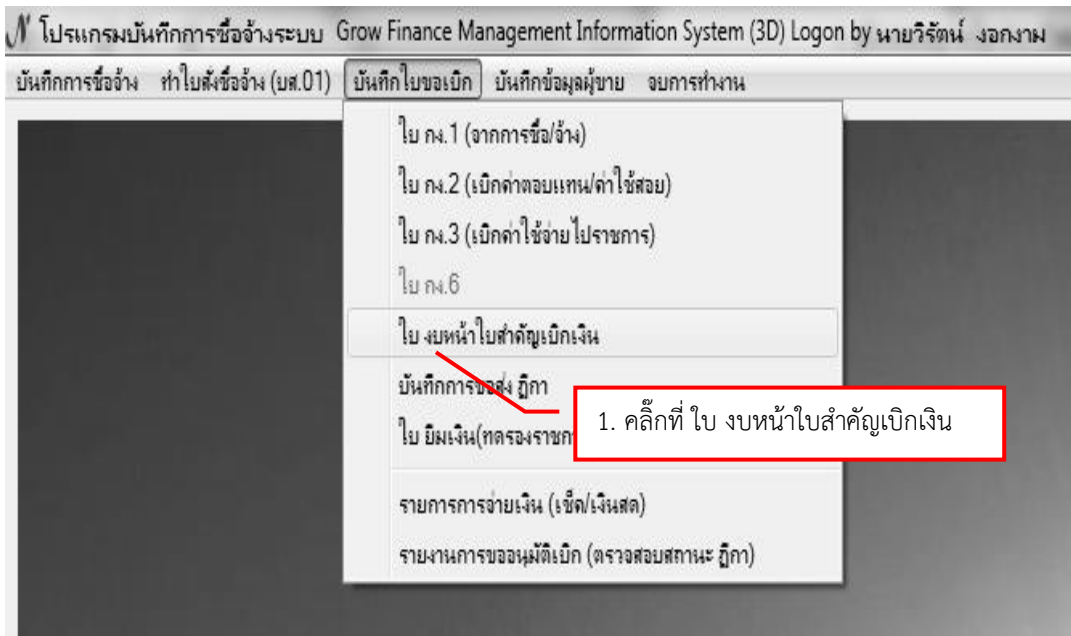 โปรแกรมบันทึกการซื้อจ้างระบบ Grow Finance Management Information System (3D) Logon by นายวิรัตน์ งอกงาม
บันทึกการซื้อจ้าง ทำใบสั่งซื้อจ้าง (บส.01) บันทึกใบขอเบิก บันทึกข้อมูลผู้ขาย จบการทำงาน
ใบ กง.1 (จากการซื้อ/จ้าง)
ใบ กง.2 (เบิกค่าตอบแทน/ค่าใช้สอย)
ใบ กง.3 (เบิกค่าใช้จ่ายไปราชการ)
ใบ กง.6
ใบ งบหน้าใบสำคัญเบิกเงิน
บันทึกการขอส่ง ฎีกา
1. คลิ๊กที่ ใบ งบหน้าใบสำคัญเบิกเงิน
ใบ ยืมเงิน(ทดรองราชก
รายการการจ่ายเงิน (เช็ค/เงินสด)
รายงานการขออนุมัติเบิก (ตรวจสอบสถานะ ฎีกา)